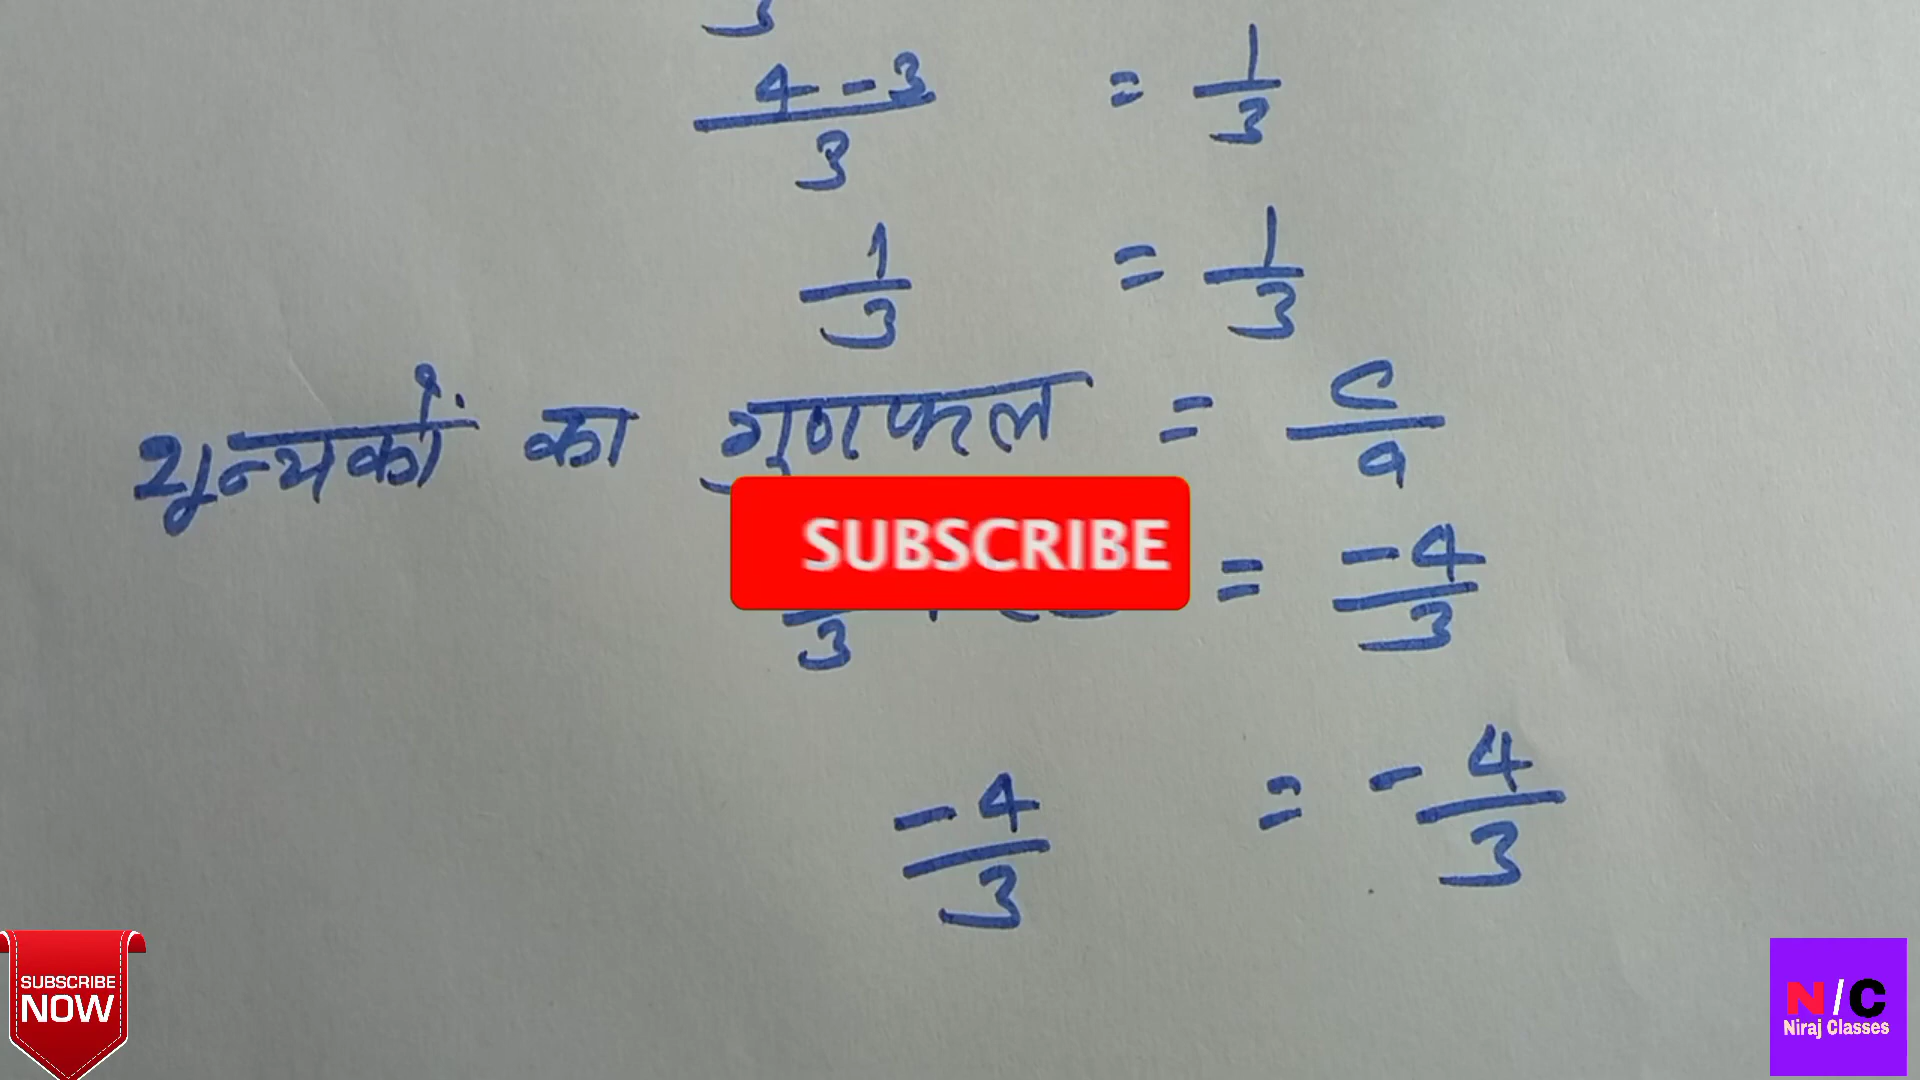 4 - 3 / 3 = 1/3
1/3 = 1/3
शून्यकों का गुणफल = c/a
SUBSCRIBE
3 = -4/3
-4/3 = -4/3
SUBSCRIBE
NOW
N/C
Niraj Classes